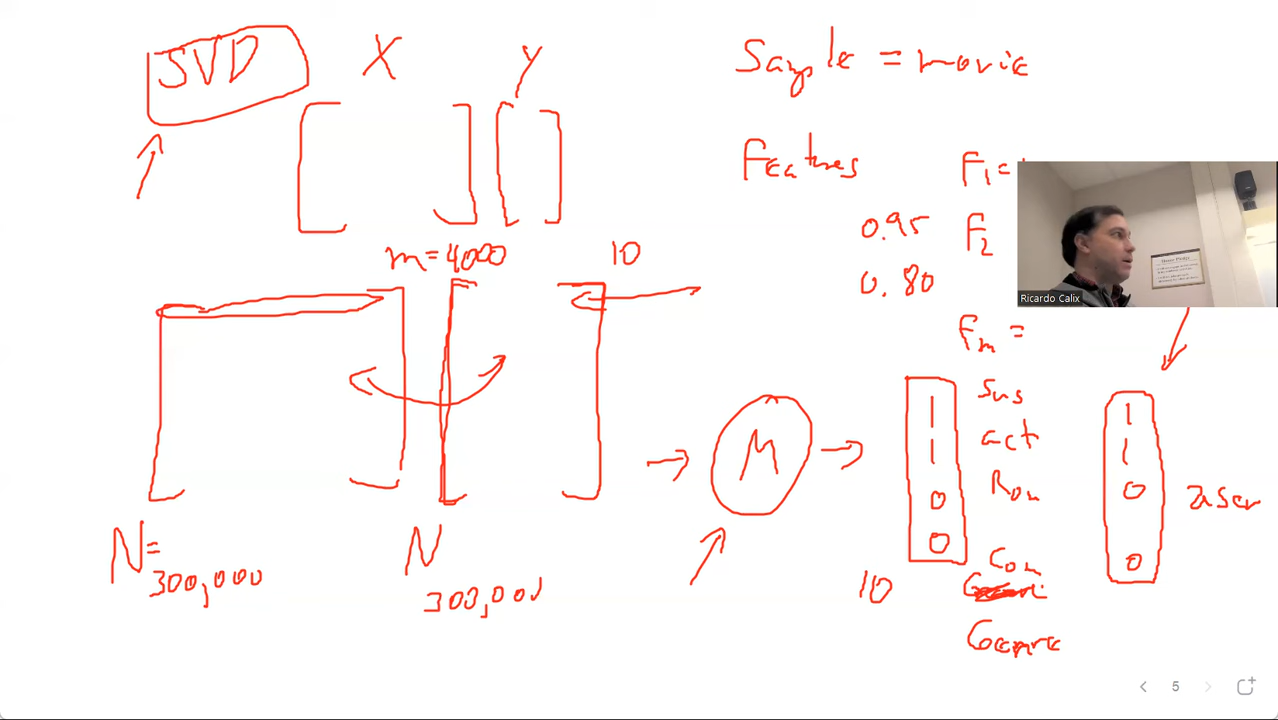 SVD X Y
Sample = movie
Features
F1 =
0.95 F2
0.80
Fm =
m = 4000 10
Ricardo Calix
N = 300,000
N 300,000
M
1 sus
1 act
0 Rom
0 Com
10
Genre
1
1
0
0
user
5